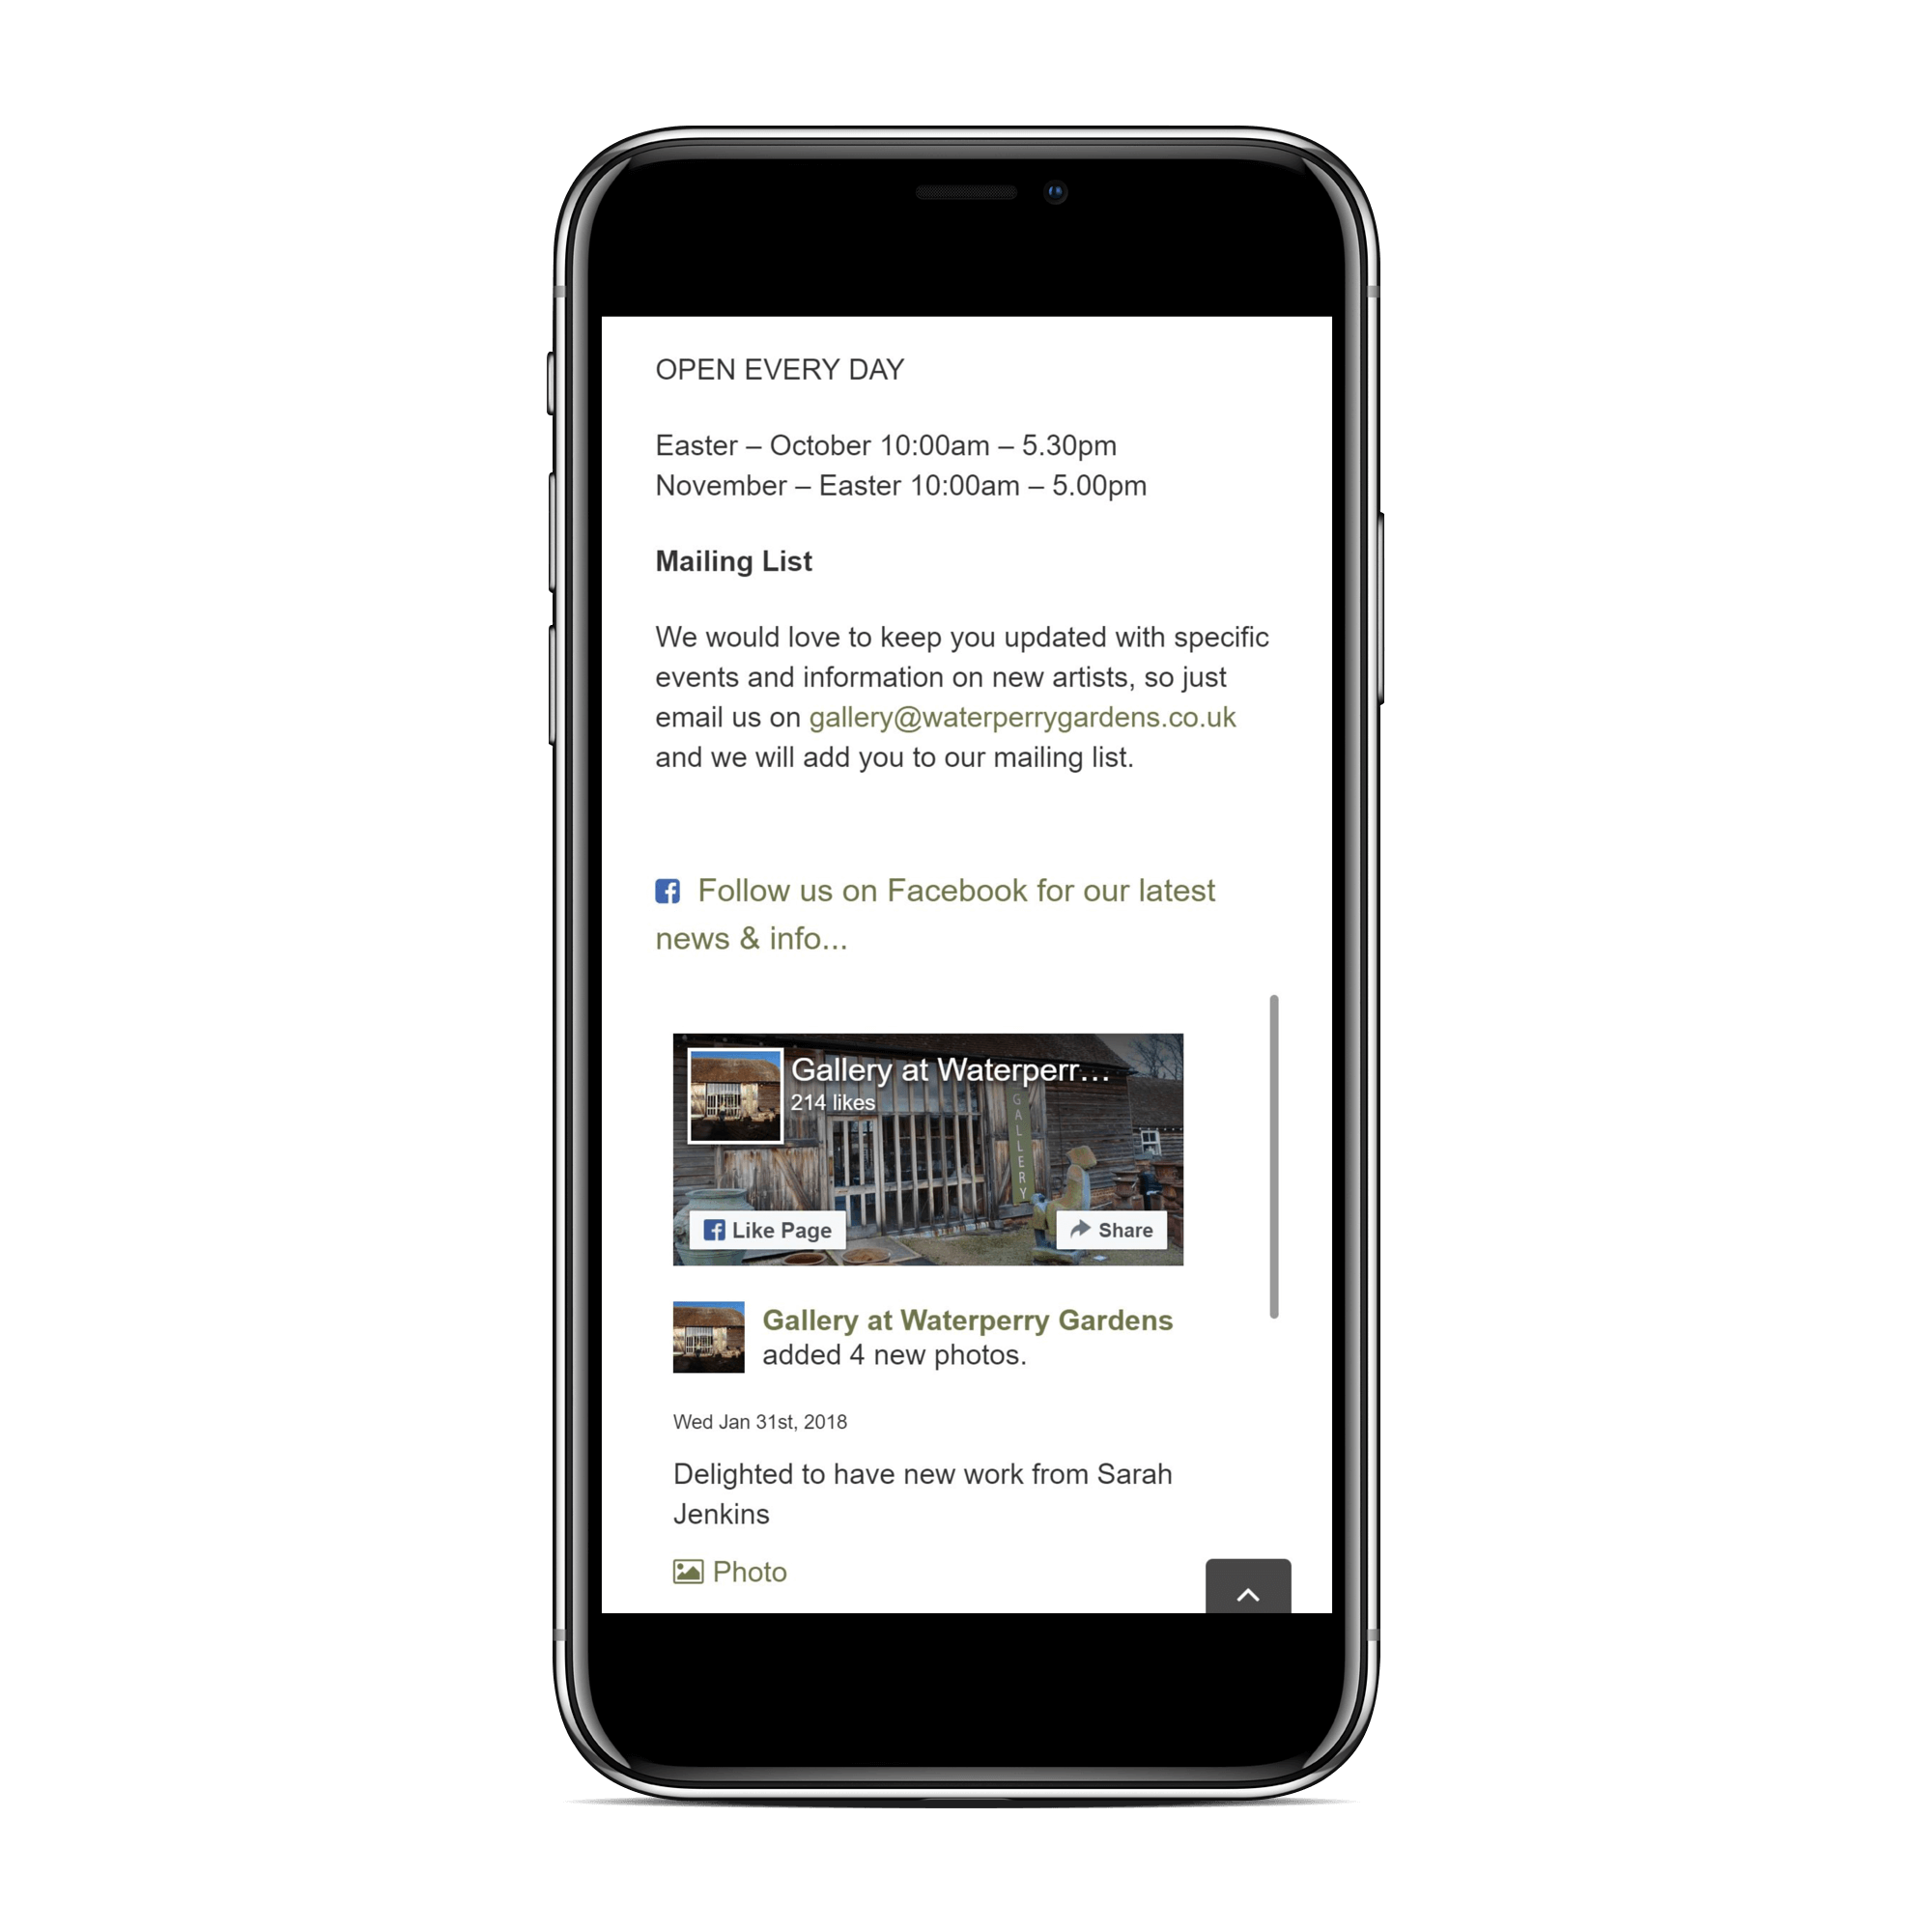 OPEN EVERY DAY
Easter – October 10:00am – 5.30pm
November – Easter 10:00am – 5.00pm
Mailing List
We would love to keep you updated with specific
events and information on new artists, so just
email us on gallery@waterperrygardens.co.uk
and we will add you to our mailing list.
Follow us on Facebook for our latest
news & info...
Gallery at Waterperr...
214 likes
GALLERY
Like Page
Share
Gallery at Waterperry Gardens
added 4 new photos.
Wed Jan 31st, 2018
Delighted to have new work from Sarah
Jenkins
Photo